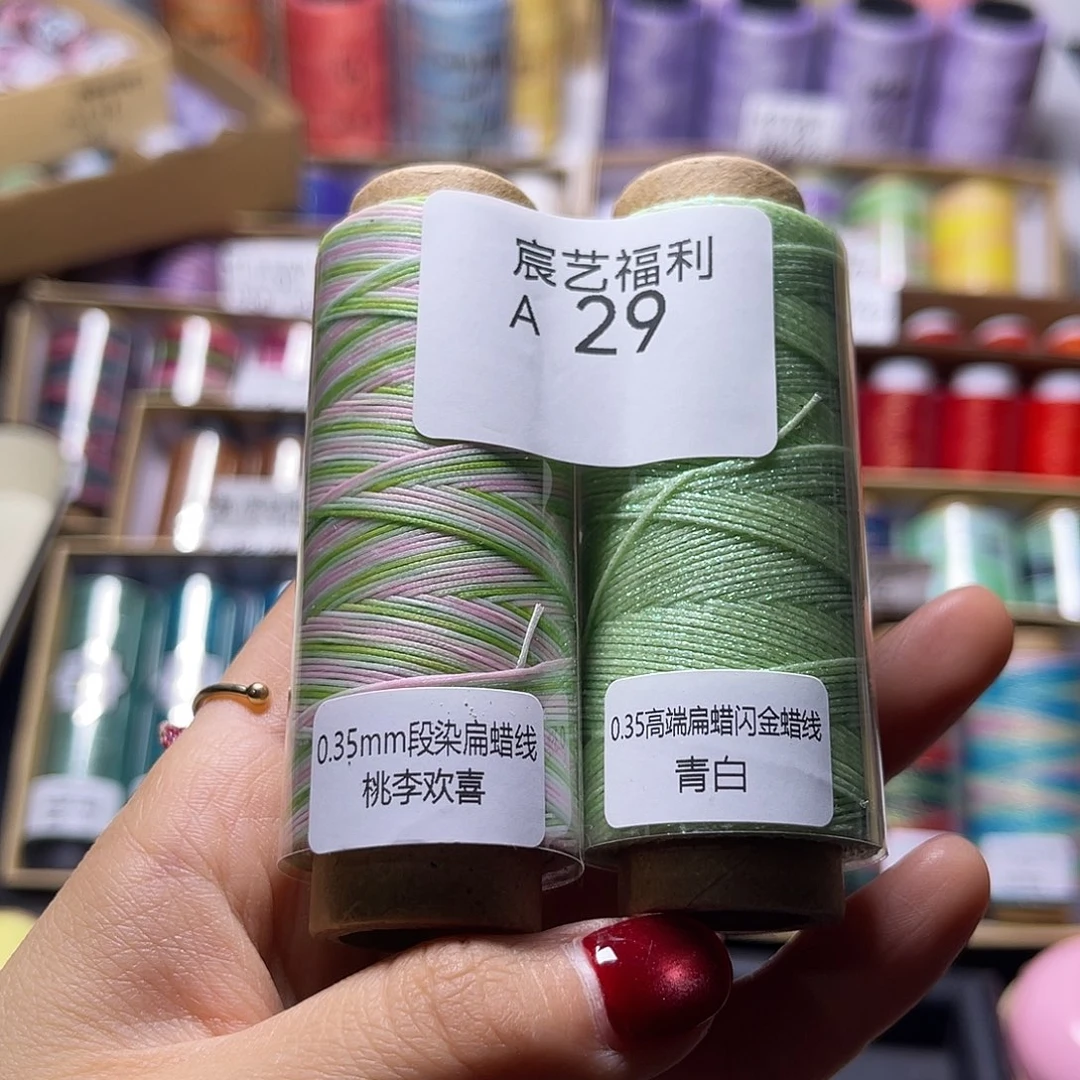 宸艺福利
A 29
0.35mm段染扁蜡线
桃李欢喜
0.35高端扁蜡闪金蜡线
青白